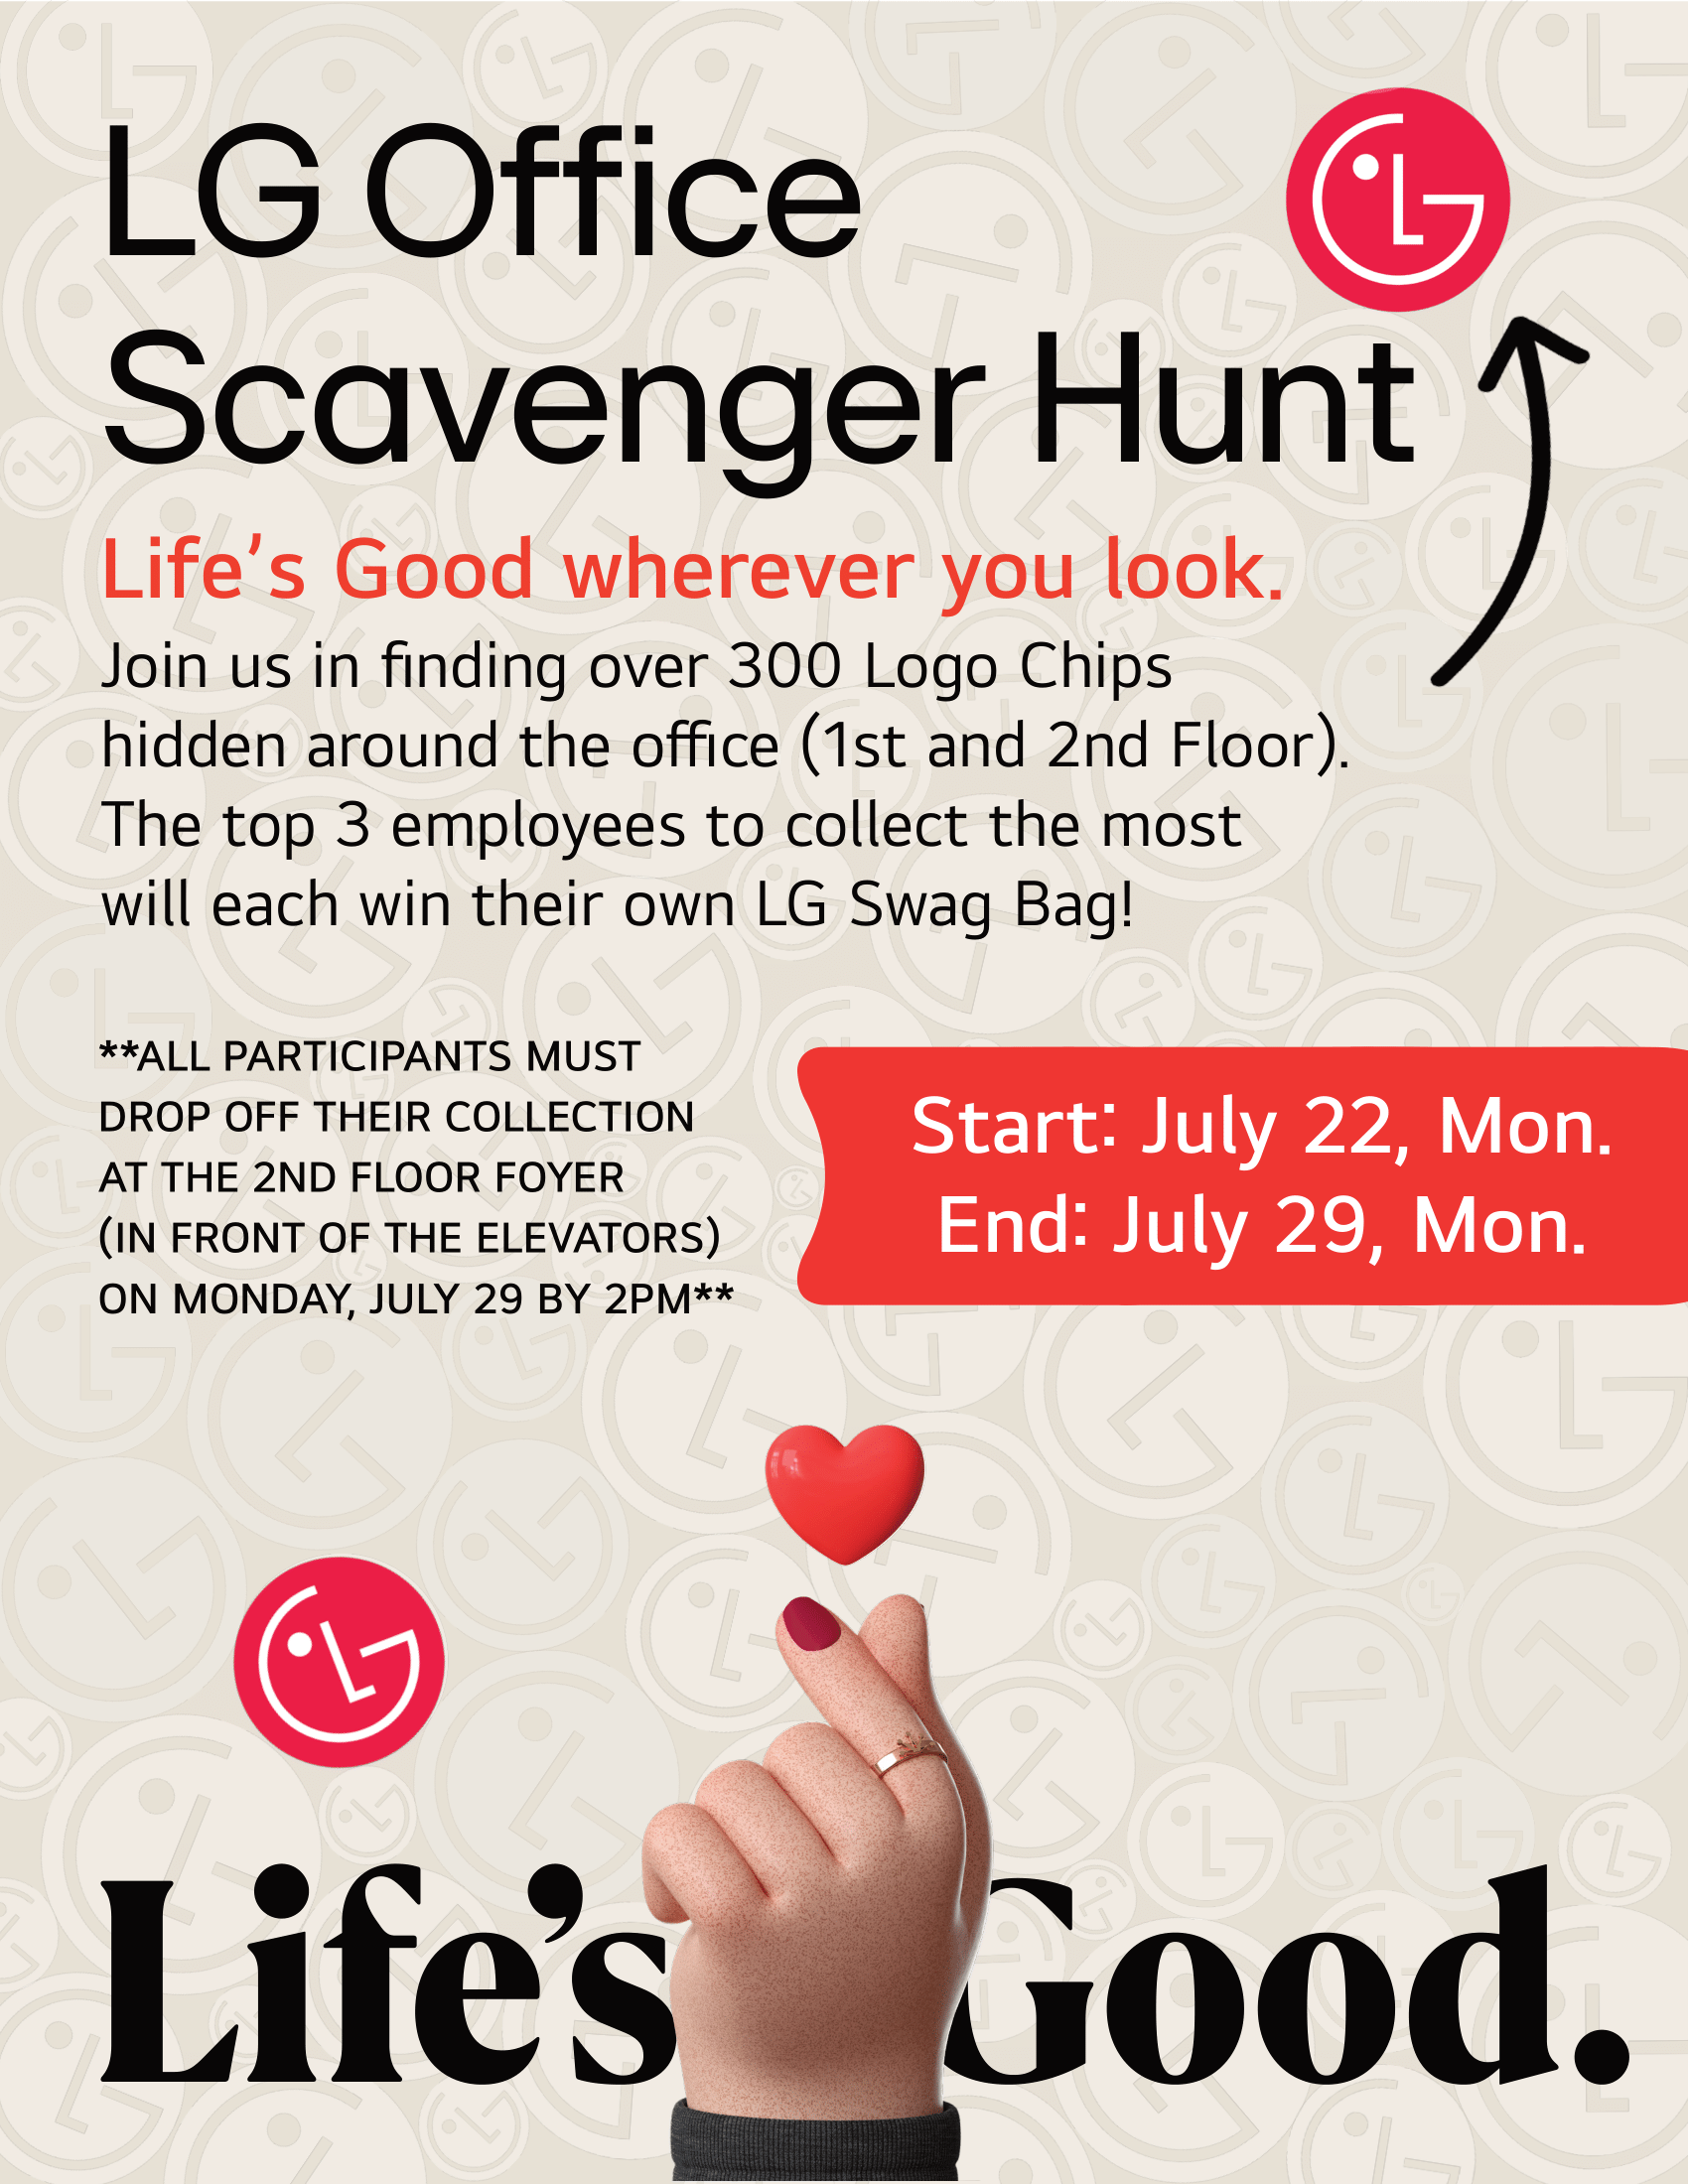 LG Office
Scavenger Hunt
Life's Good wherever you look.
Join us in finding over 300 Logo Chips
hidden around the office (1st and 2nd Floor).
The top 3 employees to collect the most
will each win their own LG Swag Bag!
**ALL PARTICIPANTS MUST
DROP OFF THEIR COLLECTION
AT THE 2ND FLOOR FOYER
(IN FRONT OF THE ELEVATORS)
ON MONDAY, JULY 29 BY 2PM**
Start: July 22, Mon.
End: July 29, Mon.
Life's Good.